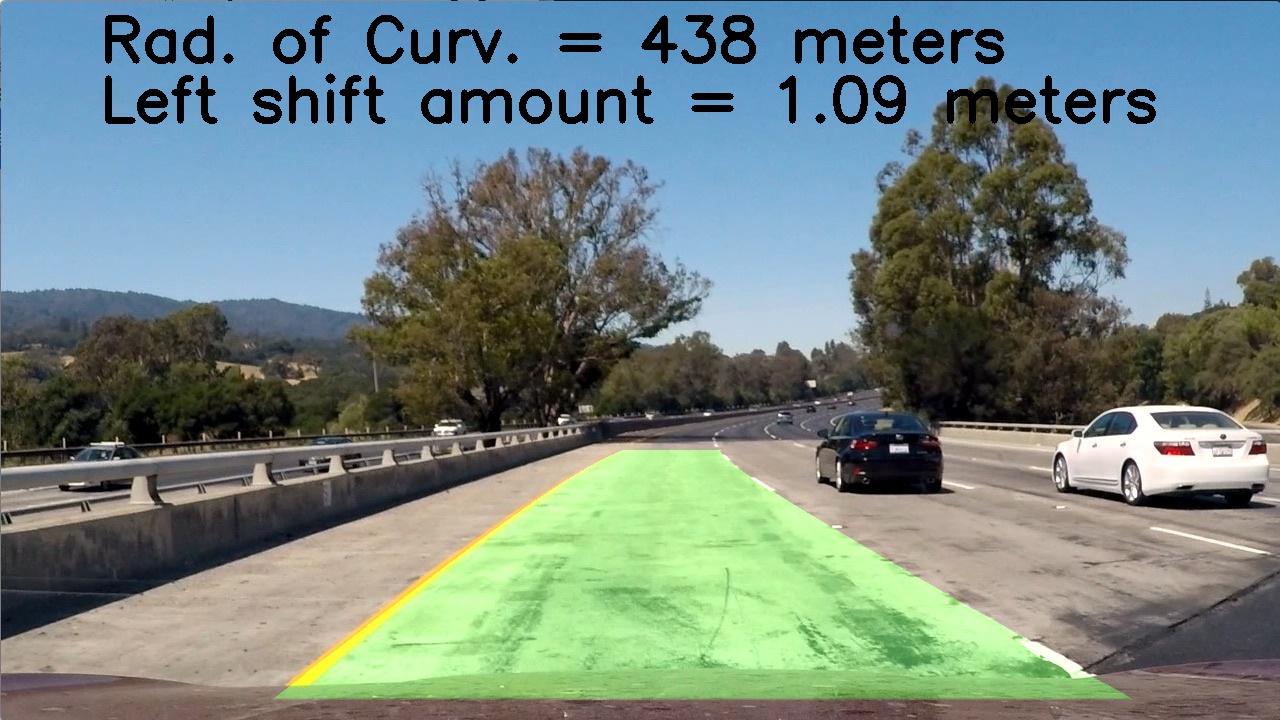 Rad. of Curv. = 438 meters
Left shift amount = 1.09 meters